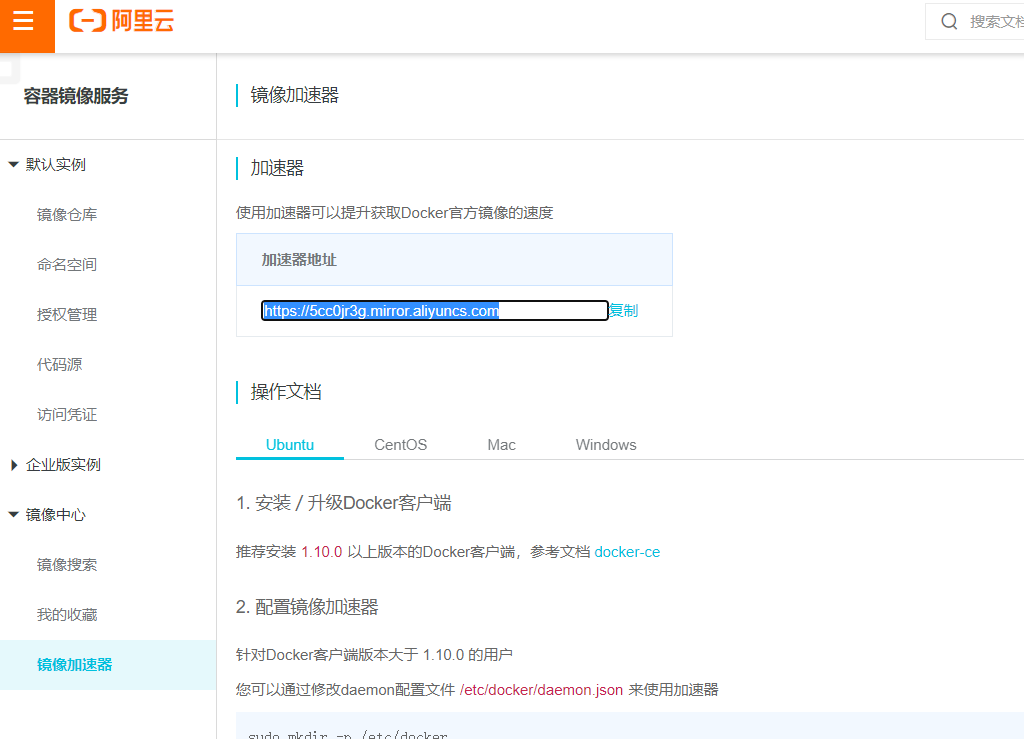 阿里云
搜索文档
容器镜像服务
默认实例
镜像仓库
命名空间
授权管理
代码源
访问凭证
企业版实例
镜像中心
镜像搜索
我的收藏
镜像加速器
镜像加速器
加速器
使用加速器可以提升获取Docker官方镜像的速度
加速器地址
https://5cc0jr3g.mirror.aliyuncs.com 复制
操作文档
Ubuntu CentOS Mac Windows
1. 安装 / 升级Docker客户端
推荐安装 1.10.0 以上版本的Docker客户端，参考文档 docker-ce
2. 配置镜像加速器
针对Docker客户端版本大于 1.10.0 的用户
您可以通过修改daemon配置文件 /etc/docker/daemon.json 来使用加速器
sudo mkdir -p /etc/docker